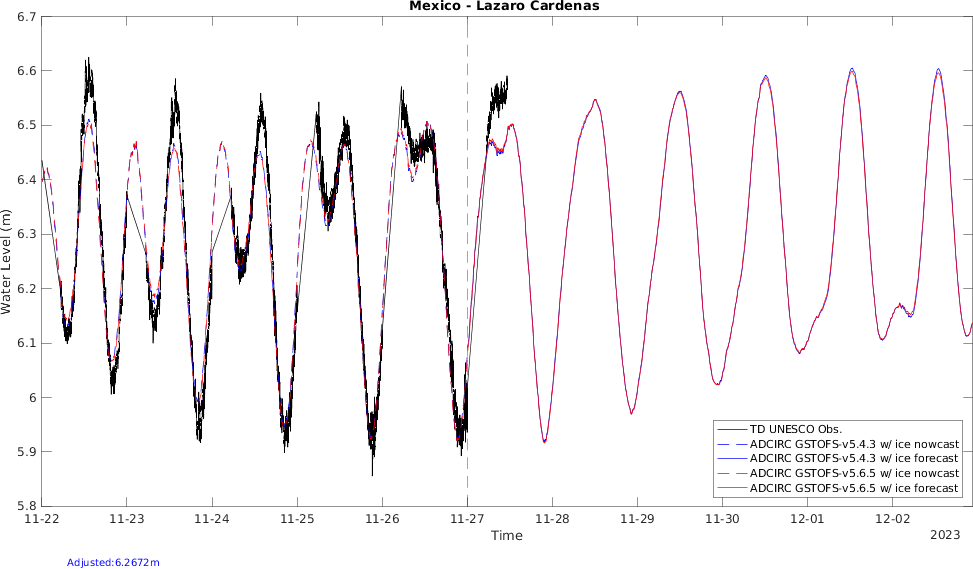 Mexico - Lazaro Cardenas
6.7
6.6
6.5
6.4
6.3
6.2
6.1
6
5.9
5.8
Water Level (m)
11-22
11-23
11-24
11-25
11-26
11-27
11-28
11-29
11-30
12-01
12-02
Time
2023
TD UNESCO Obs.
ADCIRC GSTOFS-v5.4.3 w/ ice nowcast
ADCIRC GSTOFS-v5.4.3 w/ ice forecast
ADCIRC GSTOFS-v5.6.5 w/ ice nowcast
ADCIRC GSTOFS-v5.6.5 w/ ice forecast
Adjusted:6.2672m